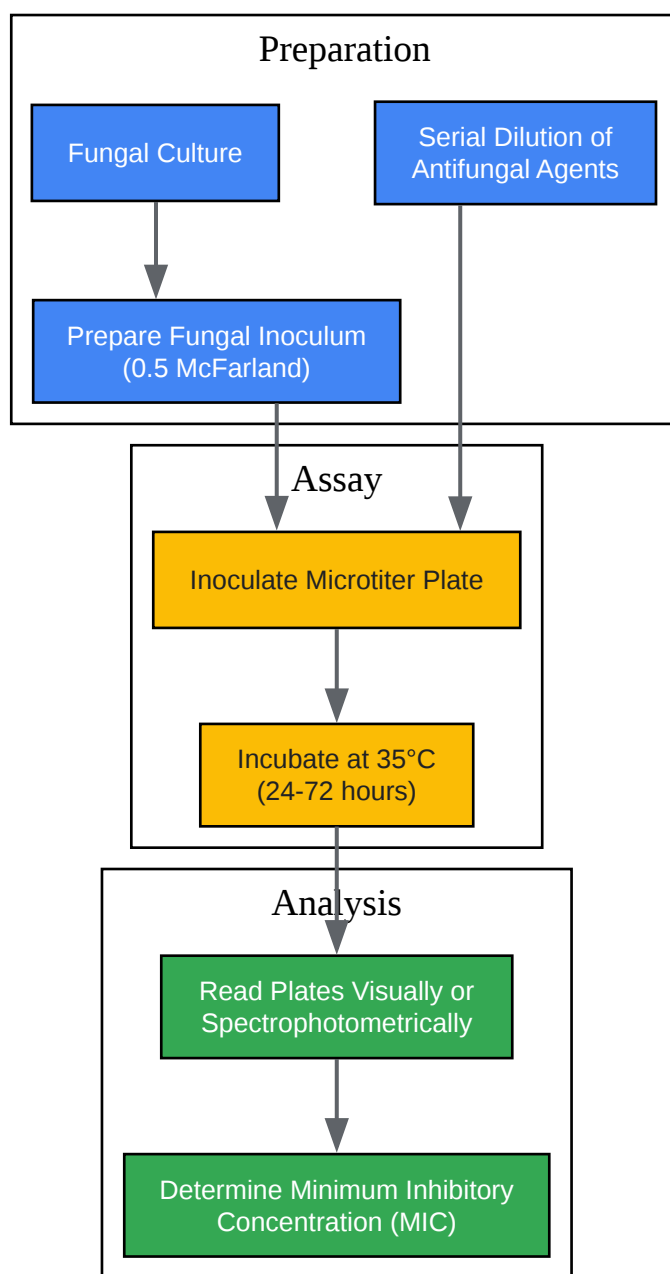 Preparation
Fungal Culture
Serial Dilution of
Antifungal Agents
Prepare Fungal Inoculum
(0.5 McFarland)
Assay
Inoculate Microtiter Plate
Incubate at 35°C
(24-72 hours)
Analysis
Read Plates Visually or
Spectrophotometrically
Determine Minimum Inhibitory
Concentration (MIC)